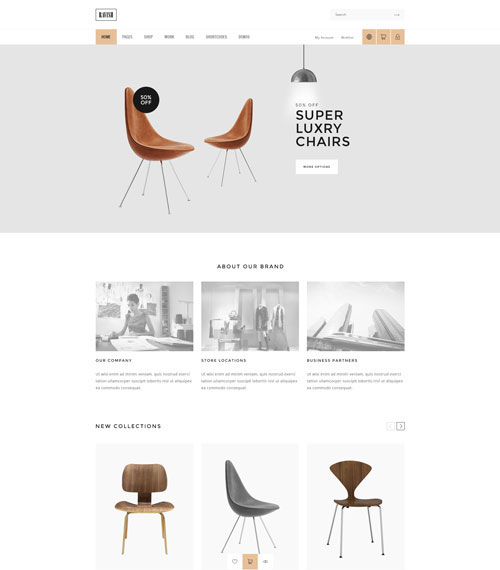 RAVISH
Search
HOME PAGES SHOP WORK BLOG SHORTCODES DEMOS
My Account Wishlist
50%
OFF
50% OFF
SUPER
LUXRY
CHAIRS
MORE OPTIONS
ABOUT OUR BRAND
OUR COMPANY
Ut wisi enim ad minim veniam, quis nostrud exerci
tation ullamcorper suscipit lobortis nisl ut aliquipex
ea commodo consequat.
STORE LOCATIONS
Ut wisi enim ad minim veniam, quis nostrud exerci
tation ullamcorper suscipit lobortis nisl ut aliquipex
ea commodo consequat.
BUSINESS PARTNERS
Ut wisi enim ad minim veniam, quis nostrud exerci
tation ullamcorper suscipit lobortis nisl ut aliquipex
ea commodo consequat.
NEW COLLECTIONS